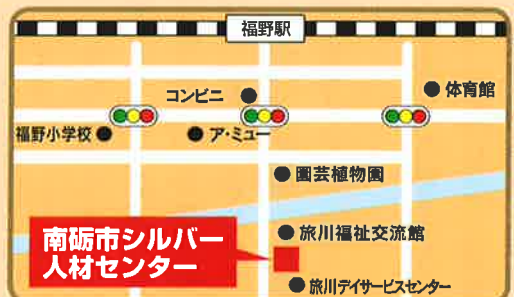 福野駅
コンビニ
体育館
福野小学校
ア・ミュー
園芸植物園
旅川福祉交流館
南砺市シルバー
人材センター
旅川デイサービスセンター